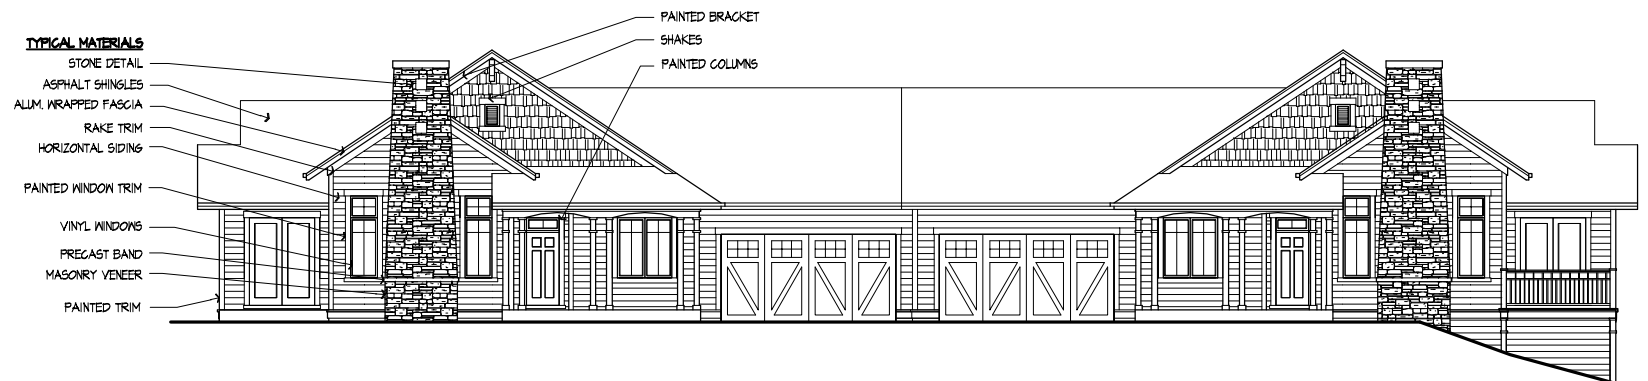 TYPICAL MATERIALS
STONE DETAIL
ASPHALT SHINGLES
ALUM. WRAPPED FASCIA
RAKE TRIM
HORIZONTAL SIDING
PAINTED WINDOW TRIM
VINYL WINDOWS
PRECAST BAND
MASONRY VENEER
PAINTED TRIM
PAINTED BRACKET
SHAKES
PAINTED COLUMNS